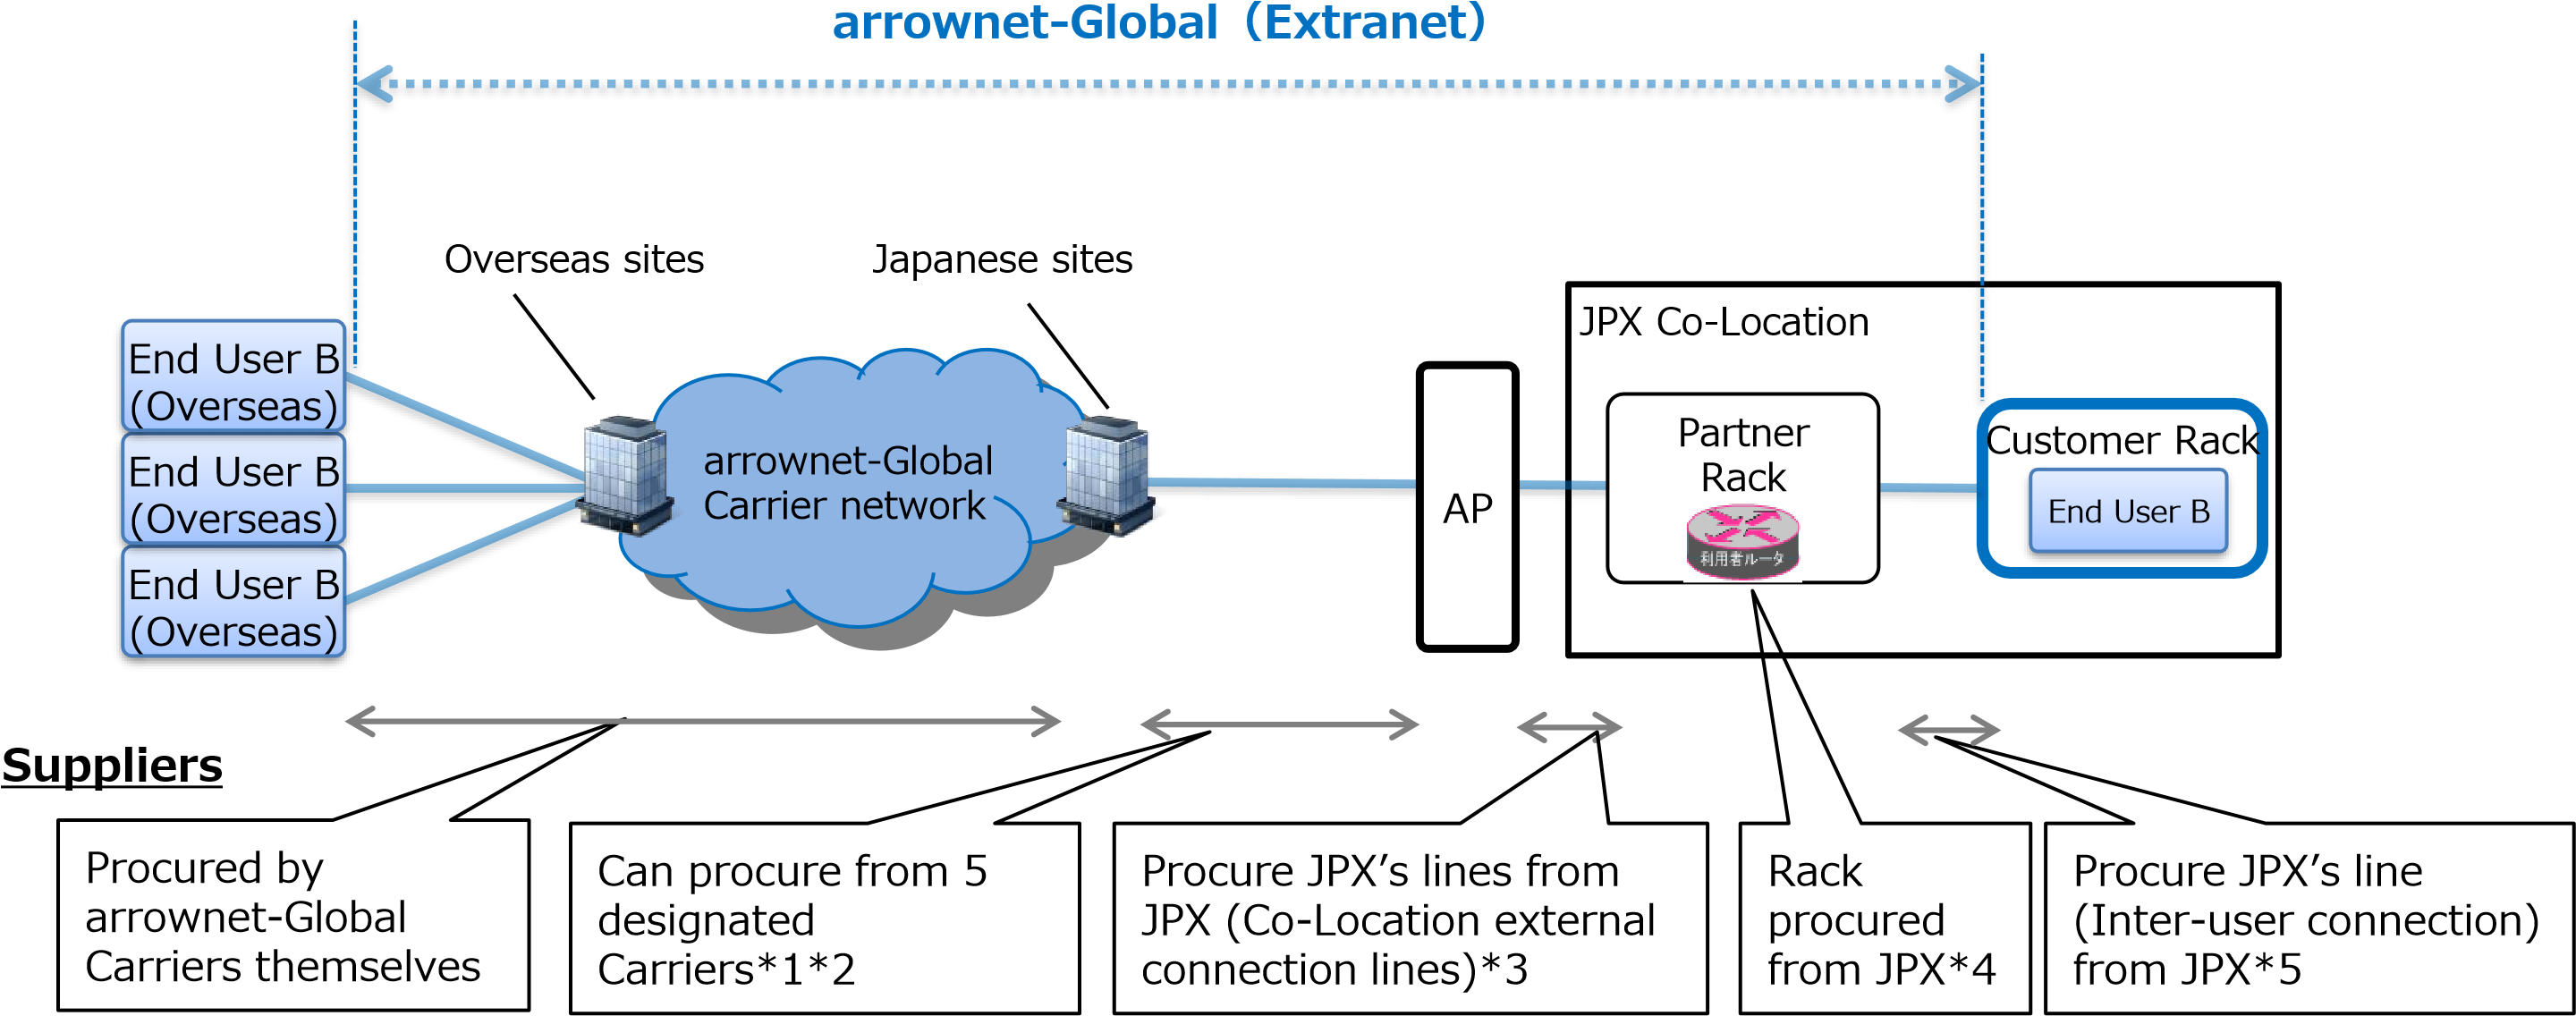 arrownet-Global（Extranet）
Overseas sites
Japanese sites
JPX Co-Location
End User B
(Overseas)
End User B
(Overseas)
End User B
(Overseas)
arrownet-Global
Carrier network
AP
Partner
Rack
利用者ルータ
Customer Rack
End User B
Suppliers
Procured by
arrownet-Global
Carriers themselves
Can procure from 5
designated
Carriers*1*2
Procure JPX’s lines from
JPX (Co-Location external
connection lines)*3
Rack
procured
from JPX*4
Procure JPX’s line
(Inter-user connection)
from JPX*5